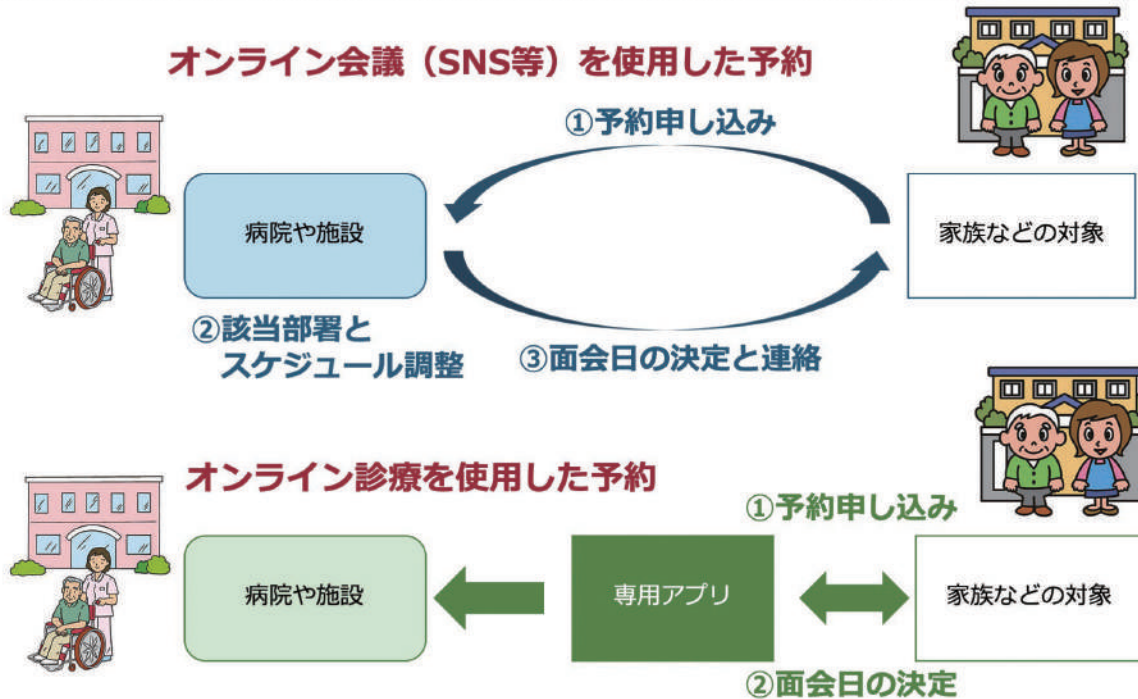 オンライン会議（SNS等）を使用した予約
①予約申し込み
病院や施設
家族などの対象
②該当部署と
スケジュール調整
③面会日の決定と連絡
オンライン診療を使用した予約
①予約申し込み
病院や施設
専用アプリ
家族などの対象
②面会日の決定